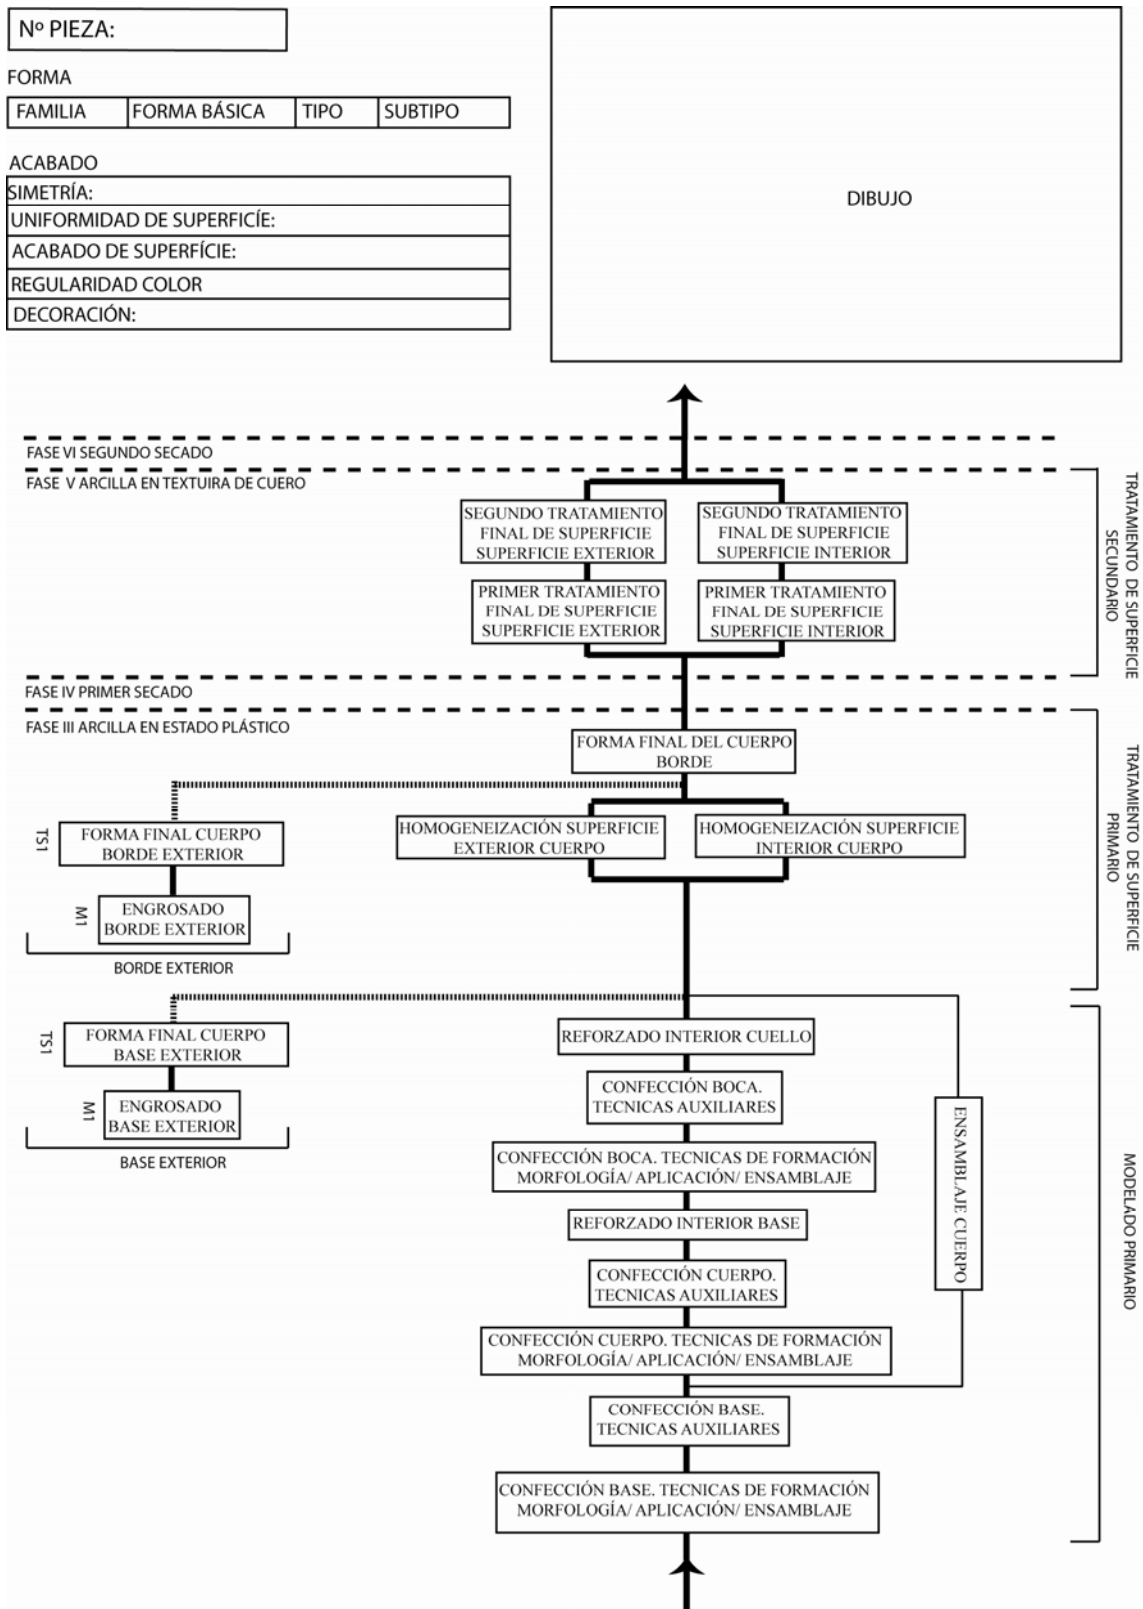 Nº PIEZA:
FORMA
FAMILIA FORMA BÁSICA TIPO SUBTIPO
ACABADO
SIMETRÍA:
UNIFORMIDAD DE SUPERFICÍE:
ACABADO DE SUPERFÍCIE:
REGULARIDAD COLOR
DECORACIÓN:
DIBUJO
FASE VI SEGUNDO SECADO
FASE V ARCILLA EN TEXTUIRA DE CUERO
SEGUNDO TRATAMIENTO
FINAL DE SUPERFICIE
SUPERFICIE EXTERIOR
SEGUNDO TRATAMIENTO
FINAL DE SUPERFICIE
SUPERFICIE INTERIOR
PRIMER TRATAMIENTO
FINAL DE SUPERFICIE
SUPERFICIE EXTERIOR
PRIMER TRATAMIENTO
FINAL DE SUPERFICIE
SUPERFICIE INTERIOR
TRATAMIENTO DE SUPERFICIE
SECUNDARIO
FASE IV PRIMER SECADO
FASE III ARCILLA EN ESTADO PLÁSTICO
FORMA FINAL DEL CUERPO
BORDE
HOMOGENEIZACIÓN SUPERFICIE
EXTERIOR CUERPO
HOMOGENEIZACIÓN SUPERFICIE
INTERIOR CUERPO
TS1
FORMA FINAL CUERPO
BORDE EXTERIOR
M1
ENGROSADO
BORDE EXTERIOR
BORDE EXTERIOR
TRATAMIENTO DE SUPERFICIE
PRIMARIO
TS1
FORMA FINAL CUERPO
BASE EXTERIOR
M1
ENGROSADO
BASE EXTERIOR
BASE EXTERIOR
REFORZADO INTERIOR CUELLO
CONFECCIÓN BOCA.
TECNICAS AUXILIARES
CONFECCIÓN BOCA. TECNICAS DE FORMACIÓN
MORFOLOGÍA/ APLICACIÓN/ ENSAMBLAJE
REFORZADO INTERIOR BASE
CONFECCIÓN CUERPO.
TECNICAS AUXILIARES
CONFECCIÓN CUERPO. TECNICAS DE FORMACIÓN
MORFOLOGÍA/ APLICACIÓN/ ENSAMBLAJE
CONFECCIÓN BASE.
TECNICAS AUXILIARES
CONFECCIÓN BASE. TECNICAS DE FORMACIÓN
MORFOLOGÍA/ APLICACIÓN/ ENSAMBLAJE
ENSAMBLAJE CUERPO
MODELADO PRIMARIO